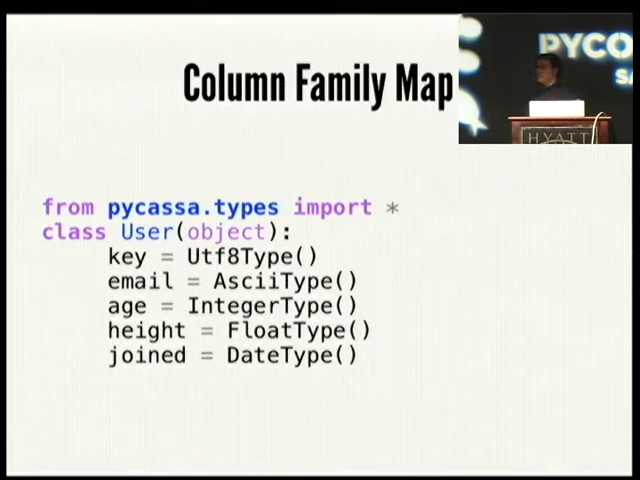 Column Family Map
PYCO
SA
HYATT
from pycassa.types import *
class User(object):
key = Utf8Type()
email = AsciiType()
age = IntegerType()
height = FloatType()
joined = DateType()